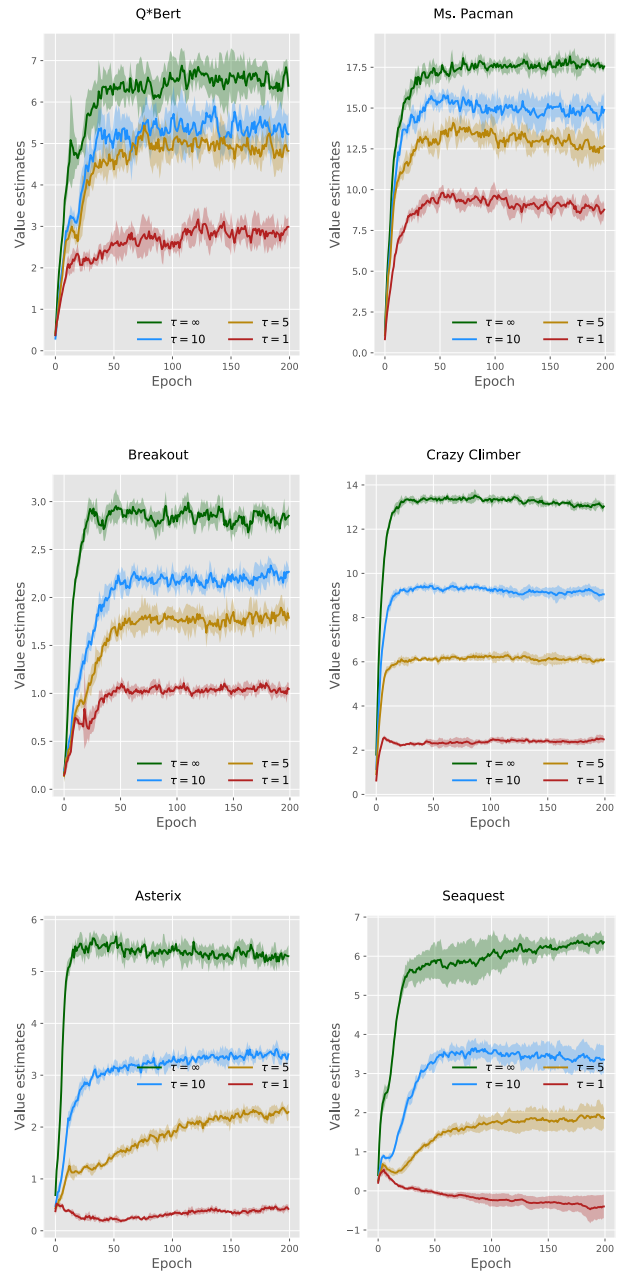 Q*Bert
7
6
5
4
3
2
1
0
Value estimates
τ = ∞
τ = 10
τ = 5
τ = 1
0 50 100 150 200
Epoch
Ms. Pacman
17.5
15.0
12.5
10.0
7.5
5.0
2.5
0.0
Value estimates
τ = ∞
τ = 10
τ = 5
τ = 1
0 50 100 150 200
Epoch
Breakout
3.0
2.5
2.0
1.5
1.0
0.5
0.0
Value estimates
τ = ∞
τ = 10
τ = 5
τ = 1
0 50 100 150 200
Epoch
Crazy Climber
14
12
10
8
6
4
2
0
Value estimates
τ = ∞
τ = 10
τ = 5
τ = 1
0 50 100 150 200
Epoch
Asterix
6
5
4
3
2
1
0
Value estimates
τ = ∞
τ = 10
τ = 5
τ = 1
0 50 100 150 200
Epoch
Seaquest
7
6
5
4
3
2
1
0
−1
Value estimates
τ = ∞
τ = 10
τ = 5
τ = 1
0 50 100 150 200
Epoch